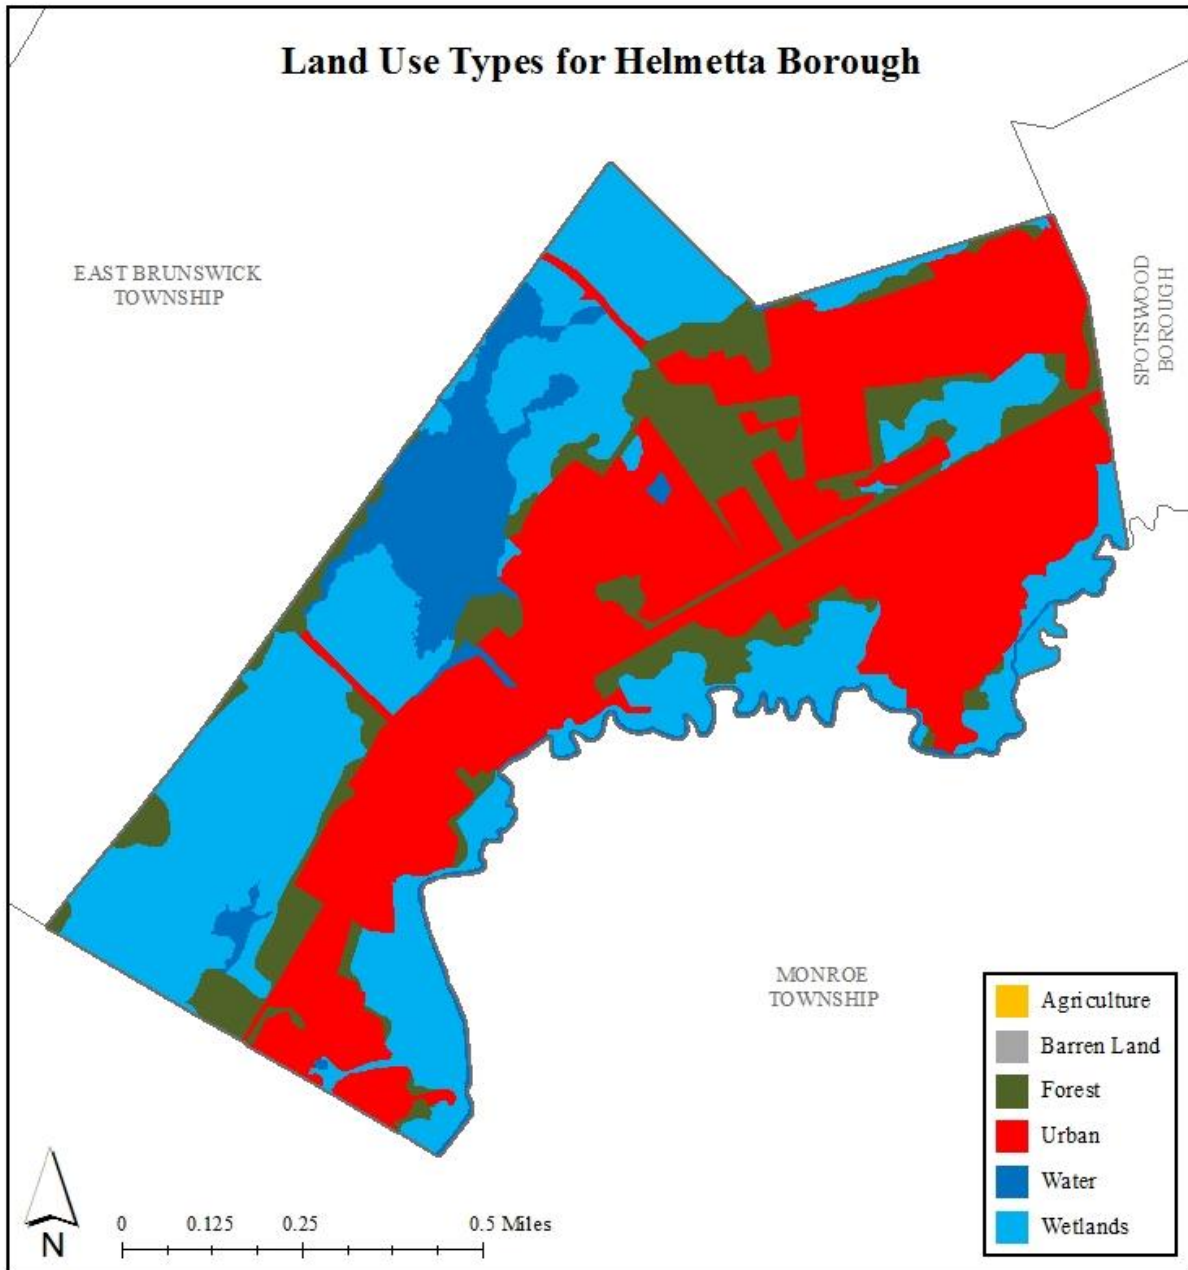 Land Use Types for Helmetta Borough
EAST BRUNSWICK
TOWNSHIP
SPOTSWOOD
BOROUGH
MONROE
TOWNSHIP
Agriculture
Barren Land
Forest
Urban
Water
Wetlands
N
0 0.125 0.25 0.5 Miles